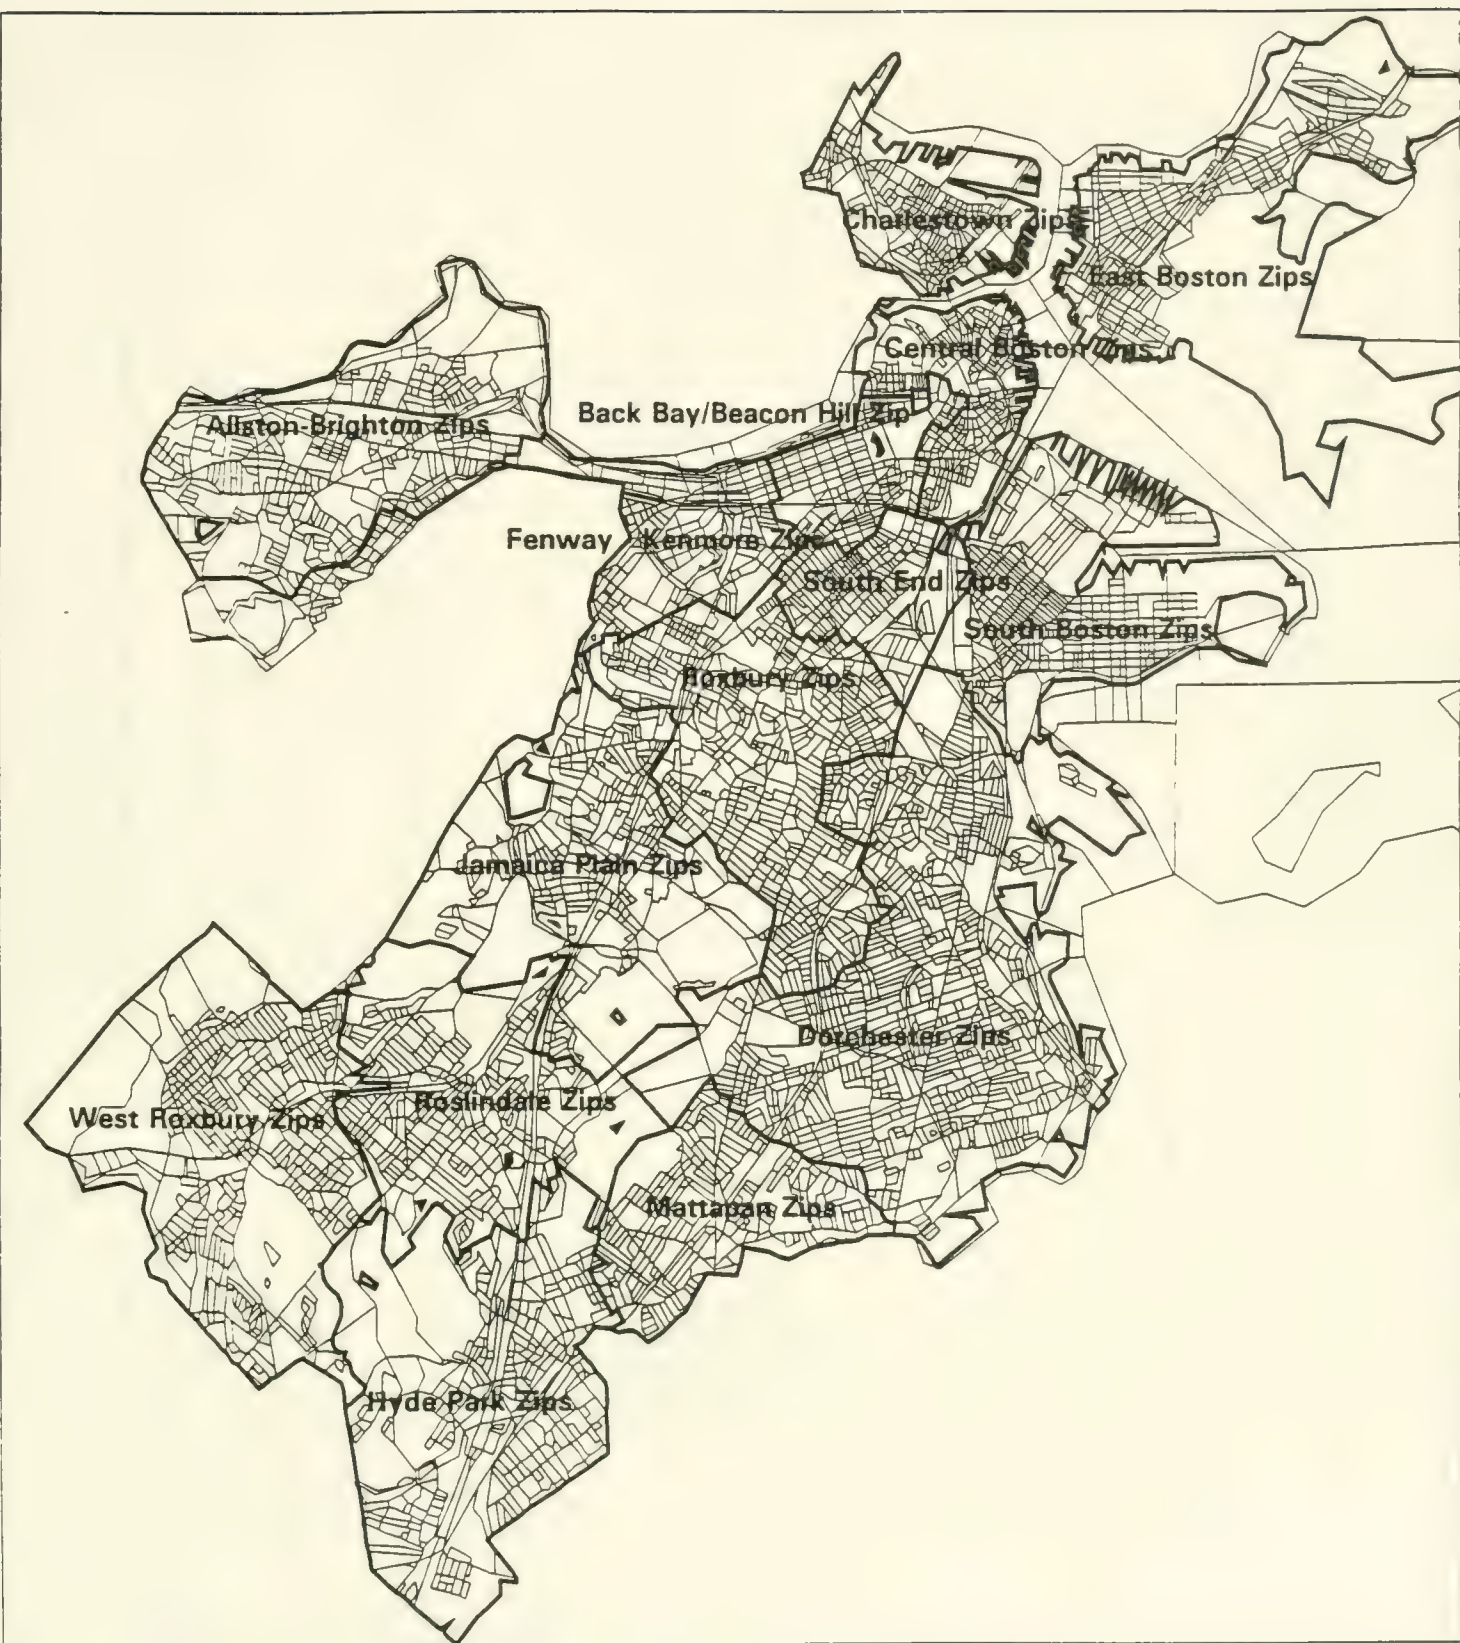 Charlestown Zips
East Boston Zips
Central Boston Zips
Back Bay/Beacon Hill Zip
Allston-Brighton Zips
Fenway Kenmore Zips
South End Zips
South Boston Zips
Roxbury Zips
Jamaica Plain Zips
Dorchester Zips
Roslindale Zips
West Roxbury Zips
Mattapan Zips
Hyde Park Zips